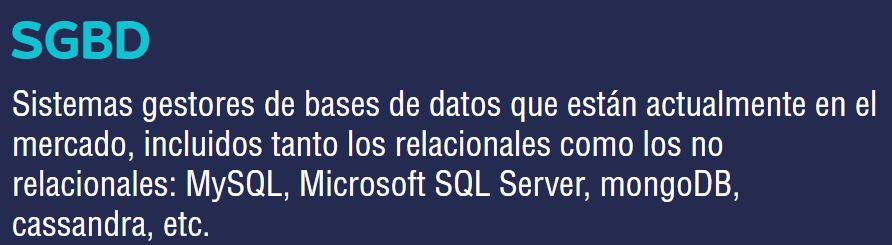 SGBD
Sistemas gestores de bases de datos que están actualmente en el
mercado, incluidos tanto los relacionales como los no
relacionales: MySQL, Microsoft SQL Server, mongoDB,
cassandra, etc.